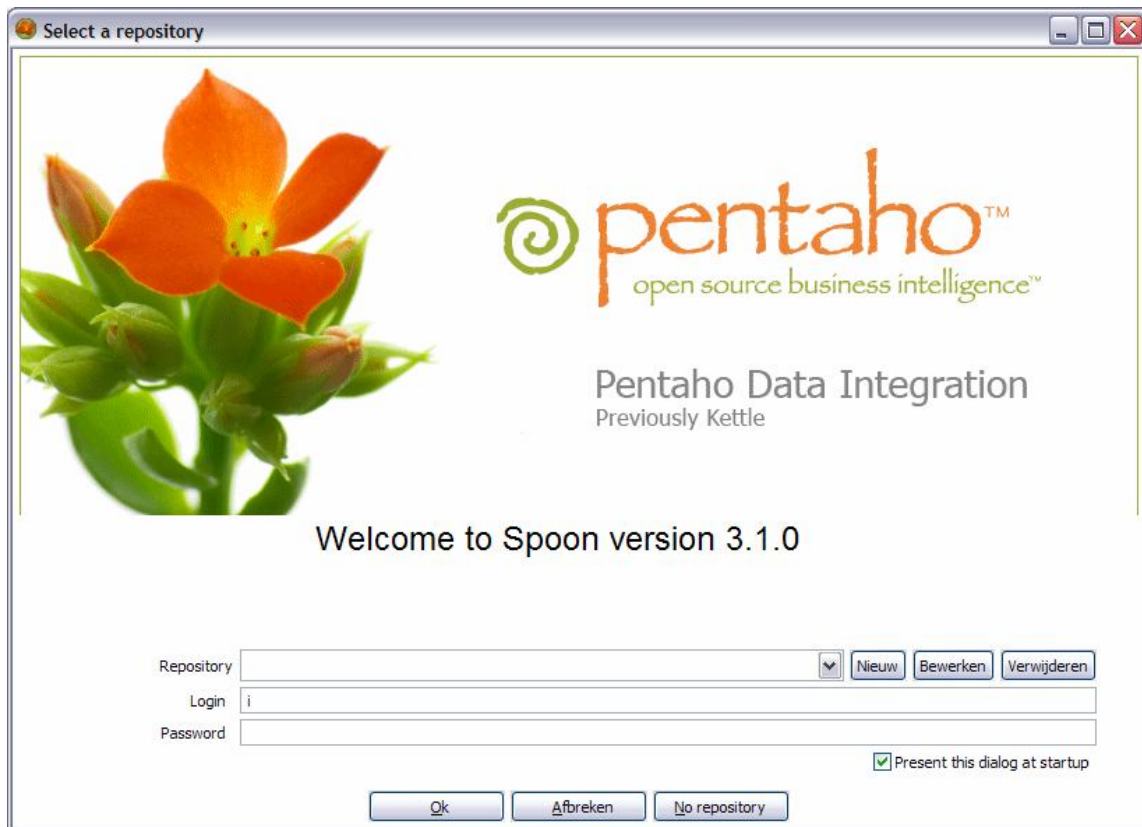 Select a repository
pentaho™
open source business intelligence™
Pentaho Data Integration
Previously Kettle
Welcome to Spoon version 3.1.0
Repository Nieuw Bewerken Verwijderen
Login i
Password
Present this dialog at startup
Ok Afbreken No repository